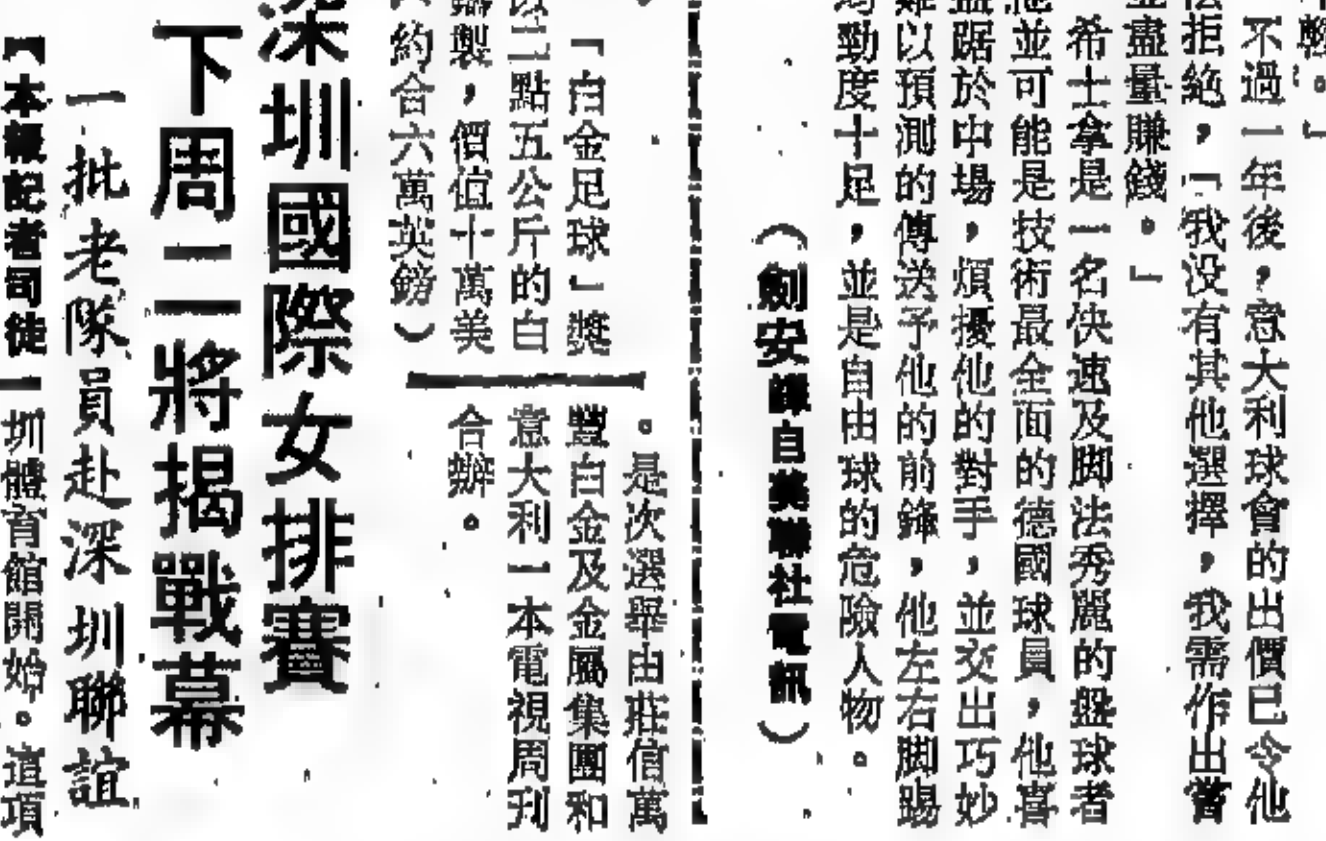 輕。」
不過一年後，意大利球會的出價已令他
法拒絶，「我没有其他選擇，我需作出嘗
並盡量賺錢。」
希士拿是一名快速及脚法秀麗的盤球者
他並可能是技術最全面的德國球員，他喜
盤踞於中場，煩擾他的對手，並交出巧妙
難以預測的傳送予他的前鋒，他左右脚踢
均勁度十足，並是自由球的危險人物。
（劍安譯自美聯社電訊）
「白金足球」獎
以二點五公斤的白
鑄製，價值十萬美
約合六萬英鎊）
。是次選舉由莊信萬
豐白金及金屬集團和
意大利一本電視周刊
合辦。
深圳國際女排賽
下周二將揭戰幕
一批老隊員赴深圳聯誼
【本報記者司徒一
圳體育館開始。這項